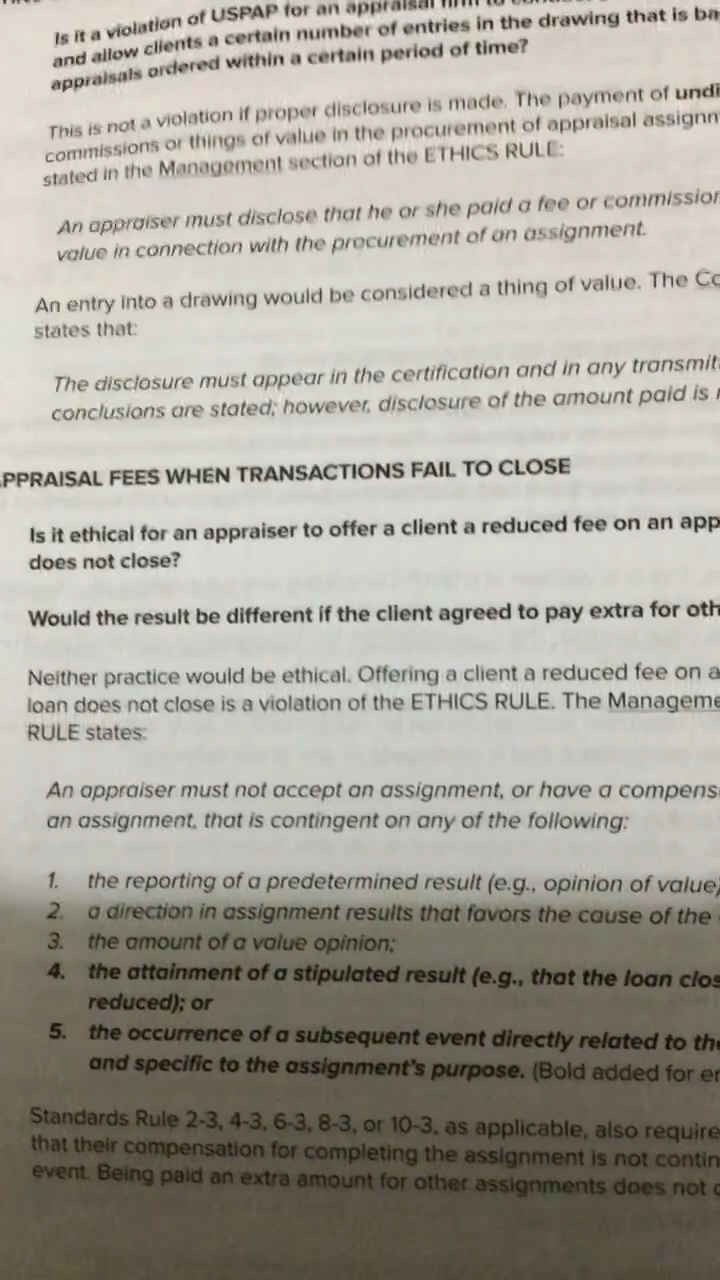 Is it a violation of USPAP for an appraisal firm to
and allow clients a certain number of entries in the drawing that is ba
appraisals ordered within a certain period of time?
This is not a violation if proper disclosure is made. The payment of undi
commissions or things of value in the procurement of appraisal assignm
stated in the Management section of the ETHICS RULE:
An appraiser must disclose that he or she paid a fee or commission
value in connection with the procurement of an assignment.
An entry into a drawing would be considered a thing of value. The Co
states that:
The disclosure must appear in the certification and in any transmit
conclusions are stated; however, disclosure of the amount paid is
PPRAISAL FEES WHEN TRANSACTIONS FAIL TO CLOSE
Is it ethical for an appraiser to offer a client a reduced fee on an app
does not close?
Would the result be different if the client agreed to pay extra for oth
Neither practice would be ethical. Offering a client a reduced fee on a
loan does not close is a violation of the ETHICS RULE. The Manageme
RULE states:
An appraiser must not accept an assignment, or have a compens
an assignment, that is contingent on any of the following:
1. the reporting of a predetermined result (e.g., opinion of value)
2. a direction in assignment results that favors the cause of the
3. the amount of a value opinion;
4. the attainment of a stipulated result (e.g., that the loan clos
reduced); or
5. the occurrence of a subsequent event directly related to the
and specific to the assignment's purpose. (Bold added for em
Standards Rule 2-3, 4-3, 6-3, 8-3, or 10-3, as applicable, also require
that their compensation for completing the assignment is not contin
event. Being paid an extra amount for other assignments does not